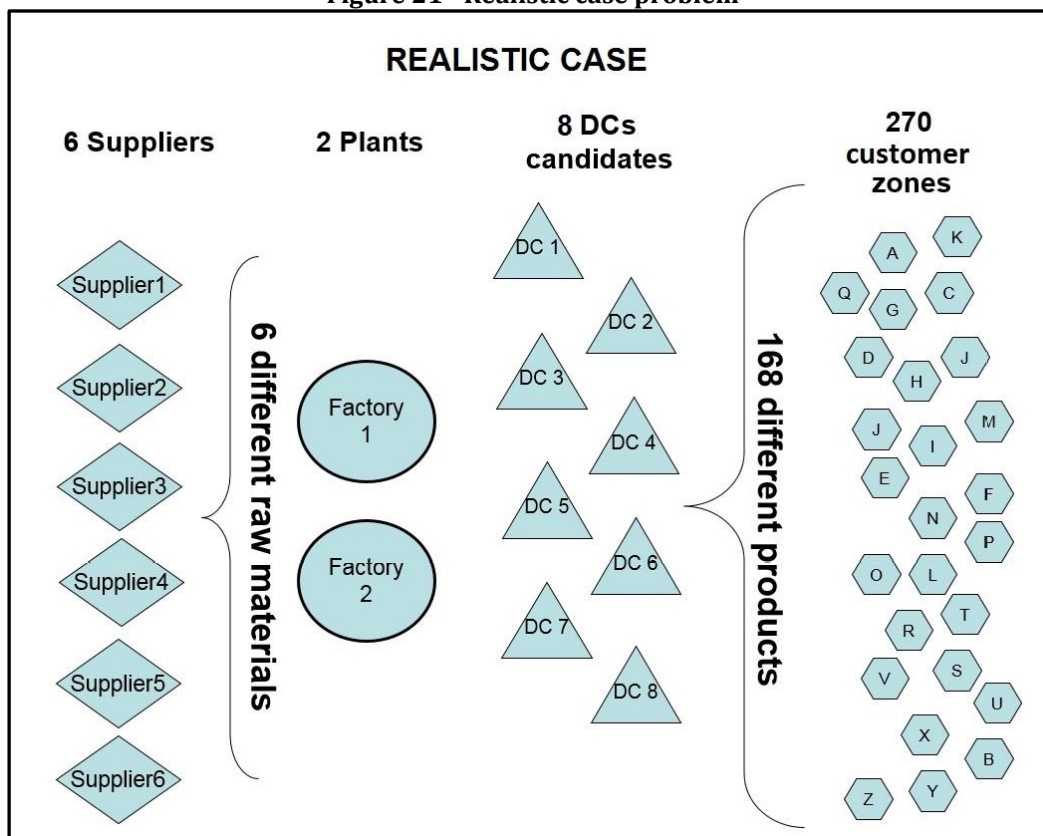 Figure 21 - Realistic case problem
REALISTIC CASE
6 Suppliers
2 Plants
8 DCs
candidates
270
customer
zones
Supplier1
Supplier2
Supplier3
Supplier4
Supplier5
Supplier6
6 different raw materials
Factory
1
Factory
2
DC 1
DC 2
DC 3
DC 4
DC 5
DC 6
DC 7
DC 8
168 different products
K
A
Q
C
G
D
J
H
M
J
I
E
F
N
P
O
L
T
R
S
V
U
X
B
Y
Z